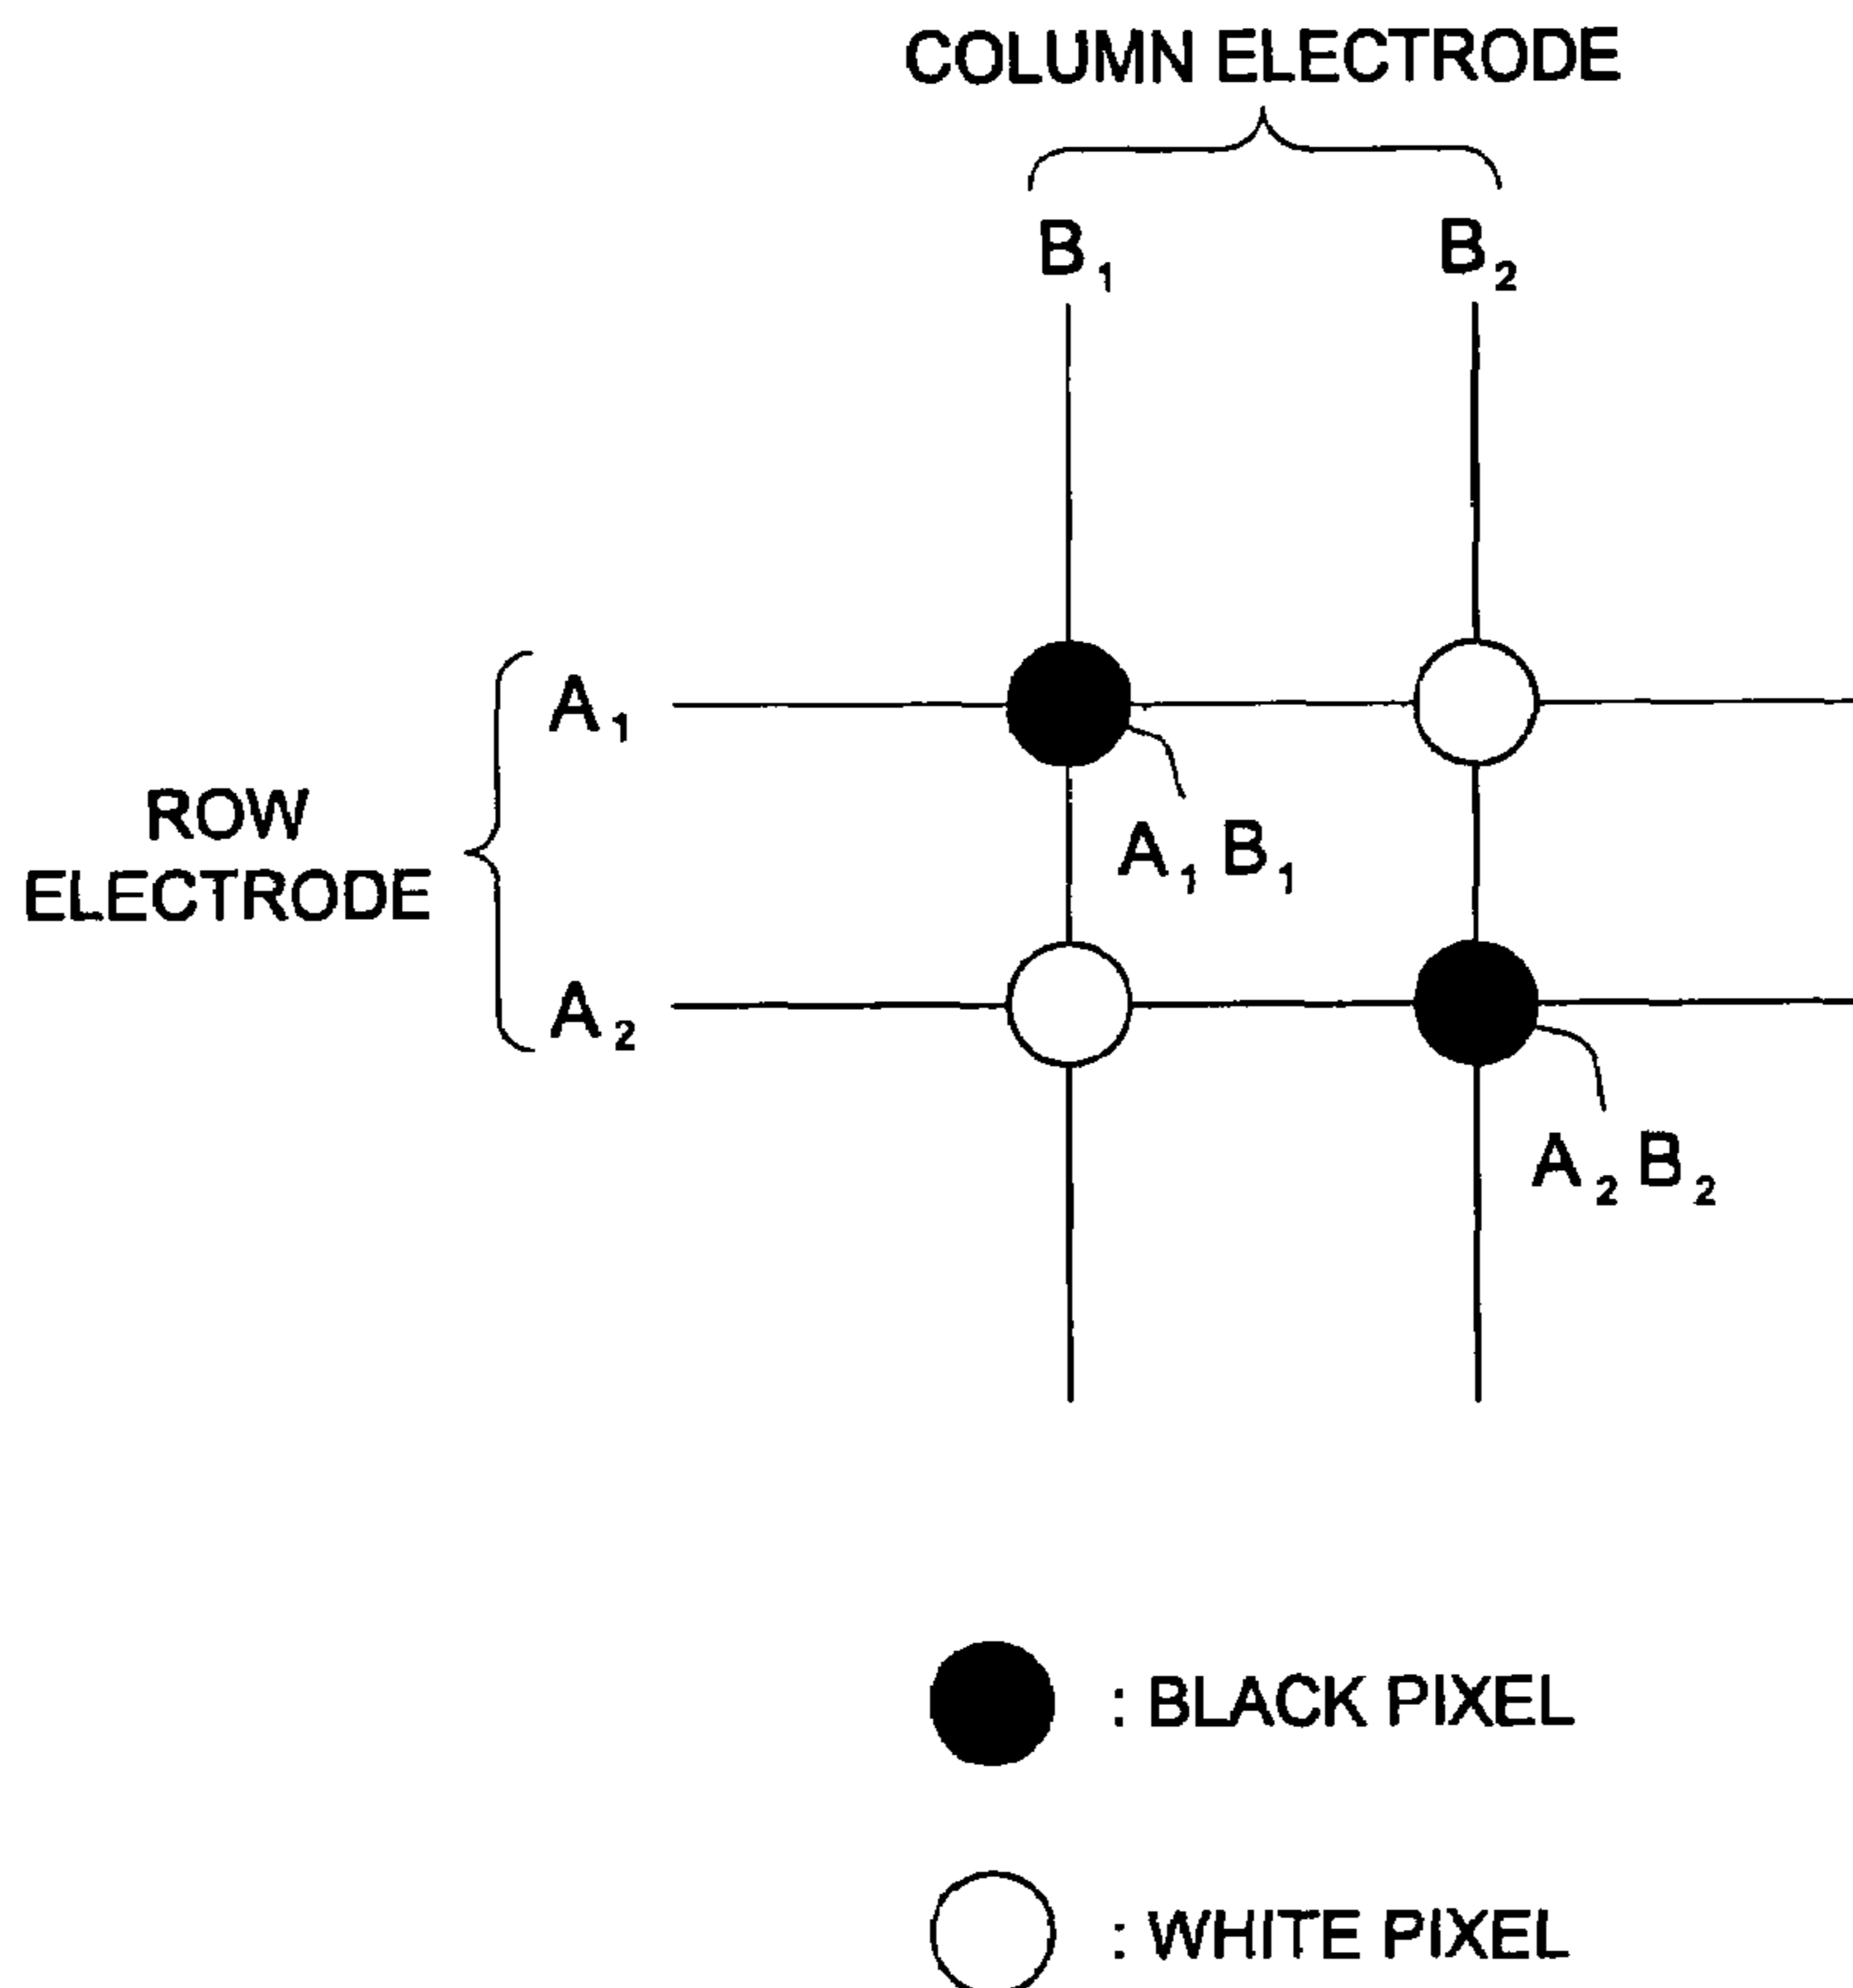 COLUMN ELECTRODE
B₁ B₂
A₁
ROW
ELECTRODE
A₁ B₁
A₂
A₂ B₂
: BLACK PIXEL
: WHITE PIXEL